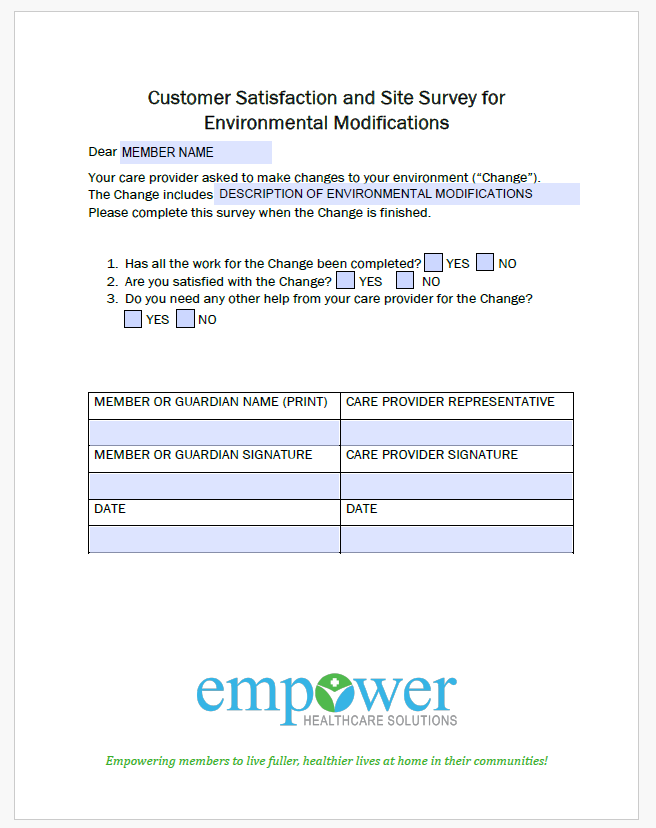 Customer Satisfaction and Site Survey for
Environmental Modifications
Dear MEMBER NAME
Your care provider asked to make changes to your environment (“Change”).
The Change includes DESCRIPTION OF ENVIRONMENTAL MODIFICATIONS
Please complete this survey when the Change is finished.
1. Has all the work for the Change been completed? YES NO
2. Are you satisfied with the Change? YES NO
3. Do you need any other help from your care provider for the Change?
YES NO
MEMBER OR GUARDIAN NAME (PRINT) CARE PROVIDER REPRESENTATIVE
MEMBER OR GUARDIAN SIGNATURE CARE PROVIDER SIGNATURE
DATE DATE
empower
HEALTHCARE SOLUTIONS
Empowering members to live fuller, healthier lives at home in their communities!